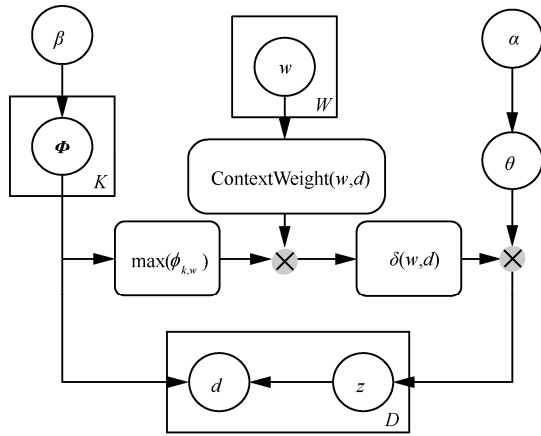 β
w
α
W
Φ
K
ContextWeight(w,d)
θ
max(ϕk,w)
×
δ(w,d)
×
d
z
D